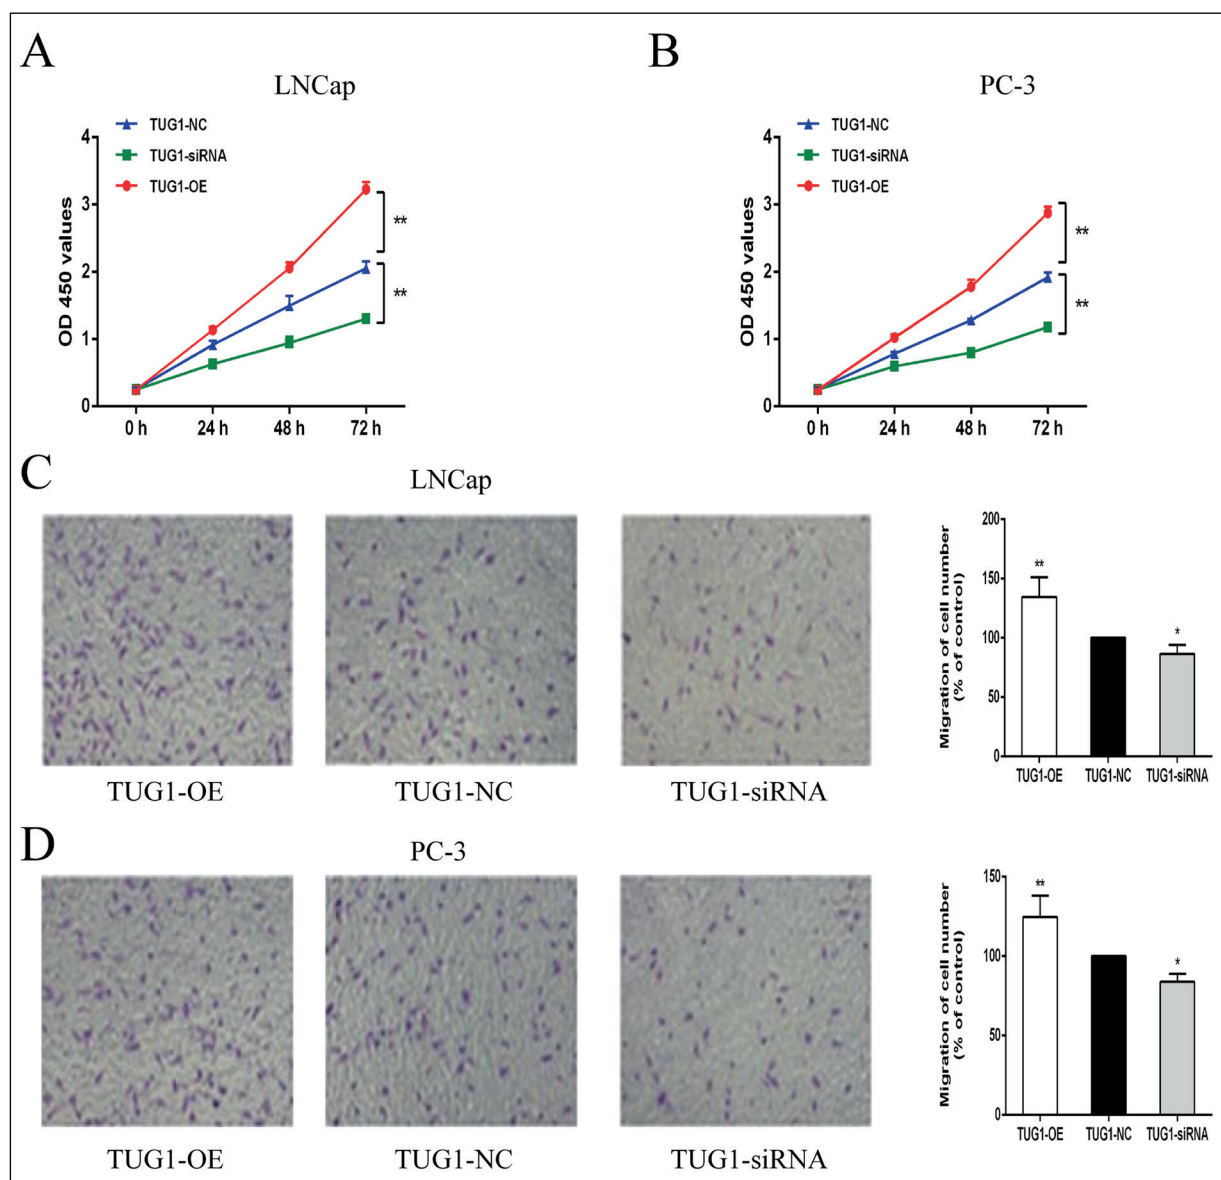 A
LNCap
TUG1-NC
TUG1-siRNA
TUG1-OE
OD 450 values
4
3
2
1
0
0 h 24 h 48 h 72 h
**
**
B
PC-3
TUG1-NC
TUG1-siRNA
TUG1-OE
OD 450 values
4
3
2
1
0
0 h 24 h 48 h 72 h
**
**
C
LNCap
TUG1-OE
TUG1-NC
TUG1-siRNA
Migration of cell number
(% of control)
200
150
100
50
0
**
*
TUG1-OE TUG1-NC TUG1-siRNA
D
PC-3
TUG1-OE
TUG1-NC
TUG1-siRNA
Migration of cell number
(% of control)
150
100
50
0
**
*
TUG1-OE TUG1-NC TUG1-siRNA